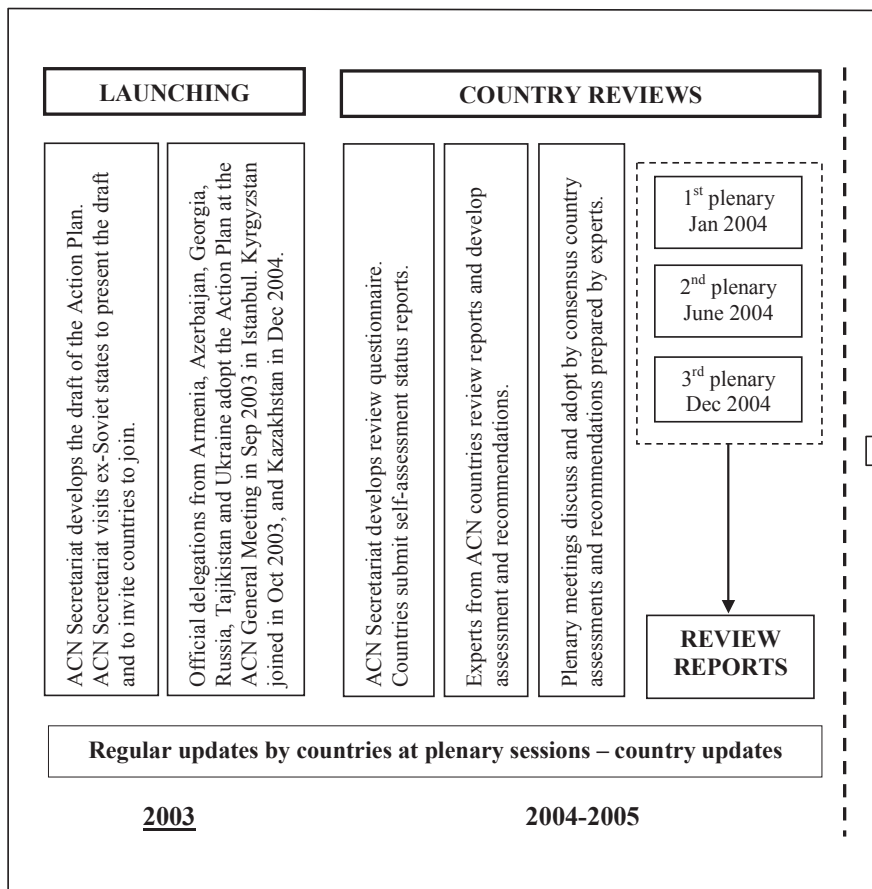 LAUNCHING
ACN Secretariat develops the draft of the Action Plan.
ACN Secretariat visits ex-Soviet states to present the draft
and to invite countries to join.
Official delegations from Armenia, Azerbaijan, Georgia,
Russia, Tajikistan and Ukraine adopt the Action Plan at the
ACN General Meeting in Sep 2003 in Istanbul. Kyrgyzstan
joined in Oct 2003, and Kazakhstan in Dec 2004.
COUNTRY REVIEWS
ACN Secretariat develops review questionnaire.
Countries submit self-assessment status reports.
Experts from ACN countries review reports and develop
assessment and recommendations.
Plenary meetings discuss and adopt by consensus country
assessments and recommendations prepared by experts.
1st plenary
Jan 2004
2nd plenary
June 2004
3rd plenary
Dec 2004
REVIEW
REPORTS
Regular updates by countries at plenary sessions – country updates
2003
2004-2005